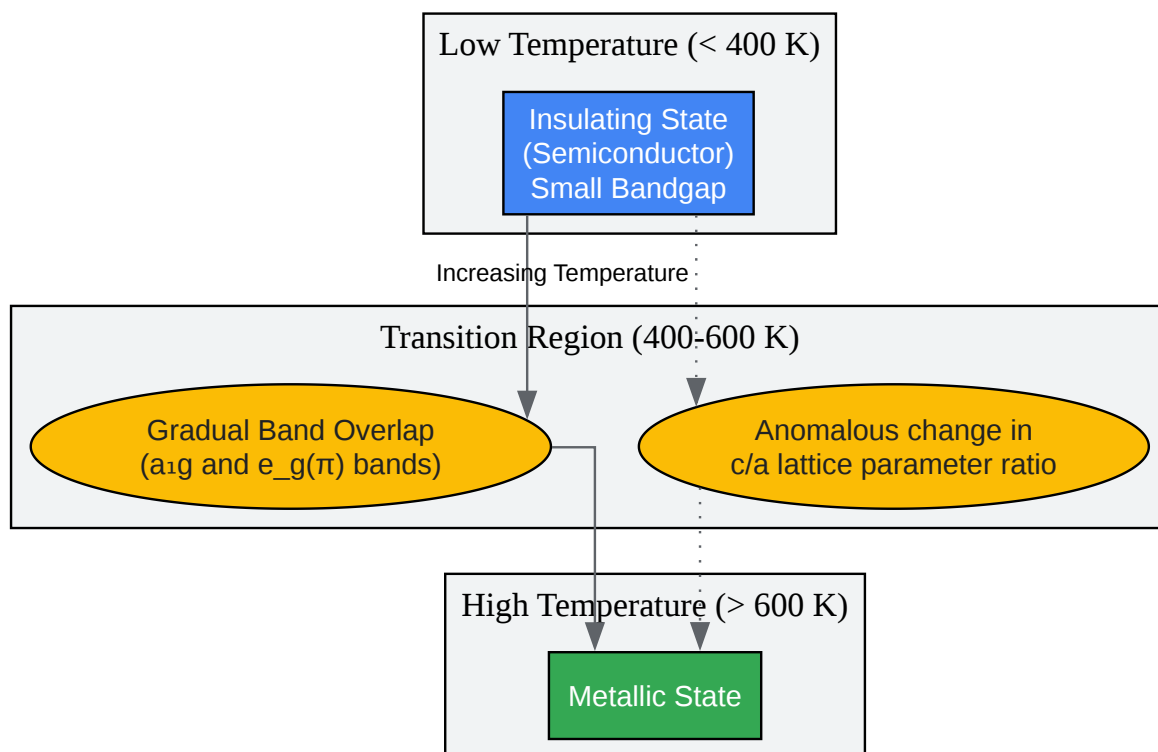 Low Temperature (< 400 K)
Insulating State
(Semiconductor)
Small Bandgap
Increasing Temperature
Transition Region (400-600 K)
Gradual Band Overlap
(a₁g and e_g(π) bands)
Anomalous change in
c/a lattice parameter ratio
High Temperature (> 600 K)
Metallic State